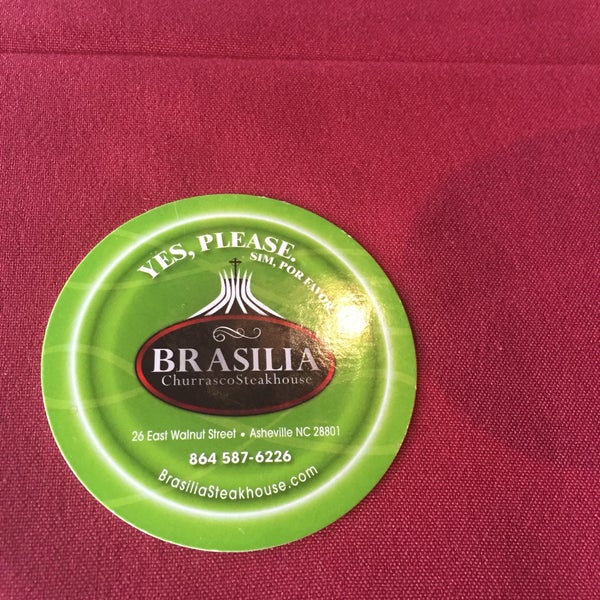 YES, PLEASE.
SIM, POR FAVOR.
BRASILIA
ChurrascoSteakhouse
26 East Walnut Street • Asheville NC 28801
864 587-6226
BrasiliaSteakhouse.com